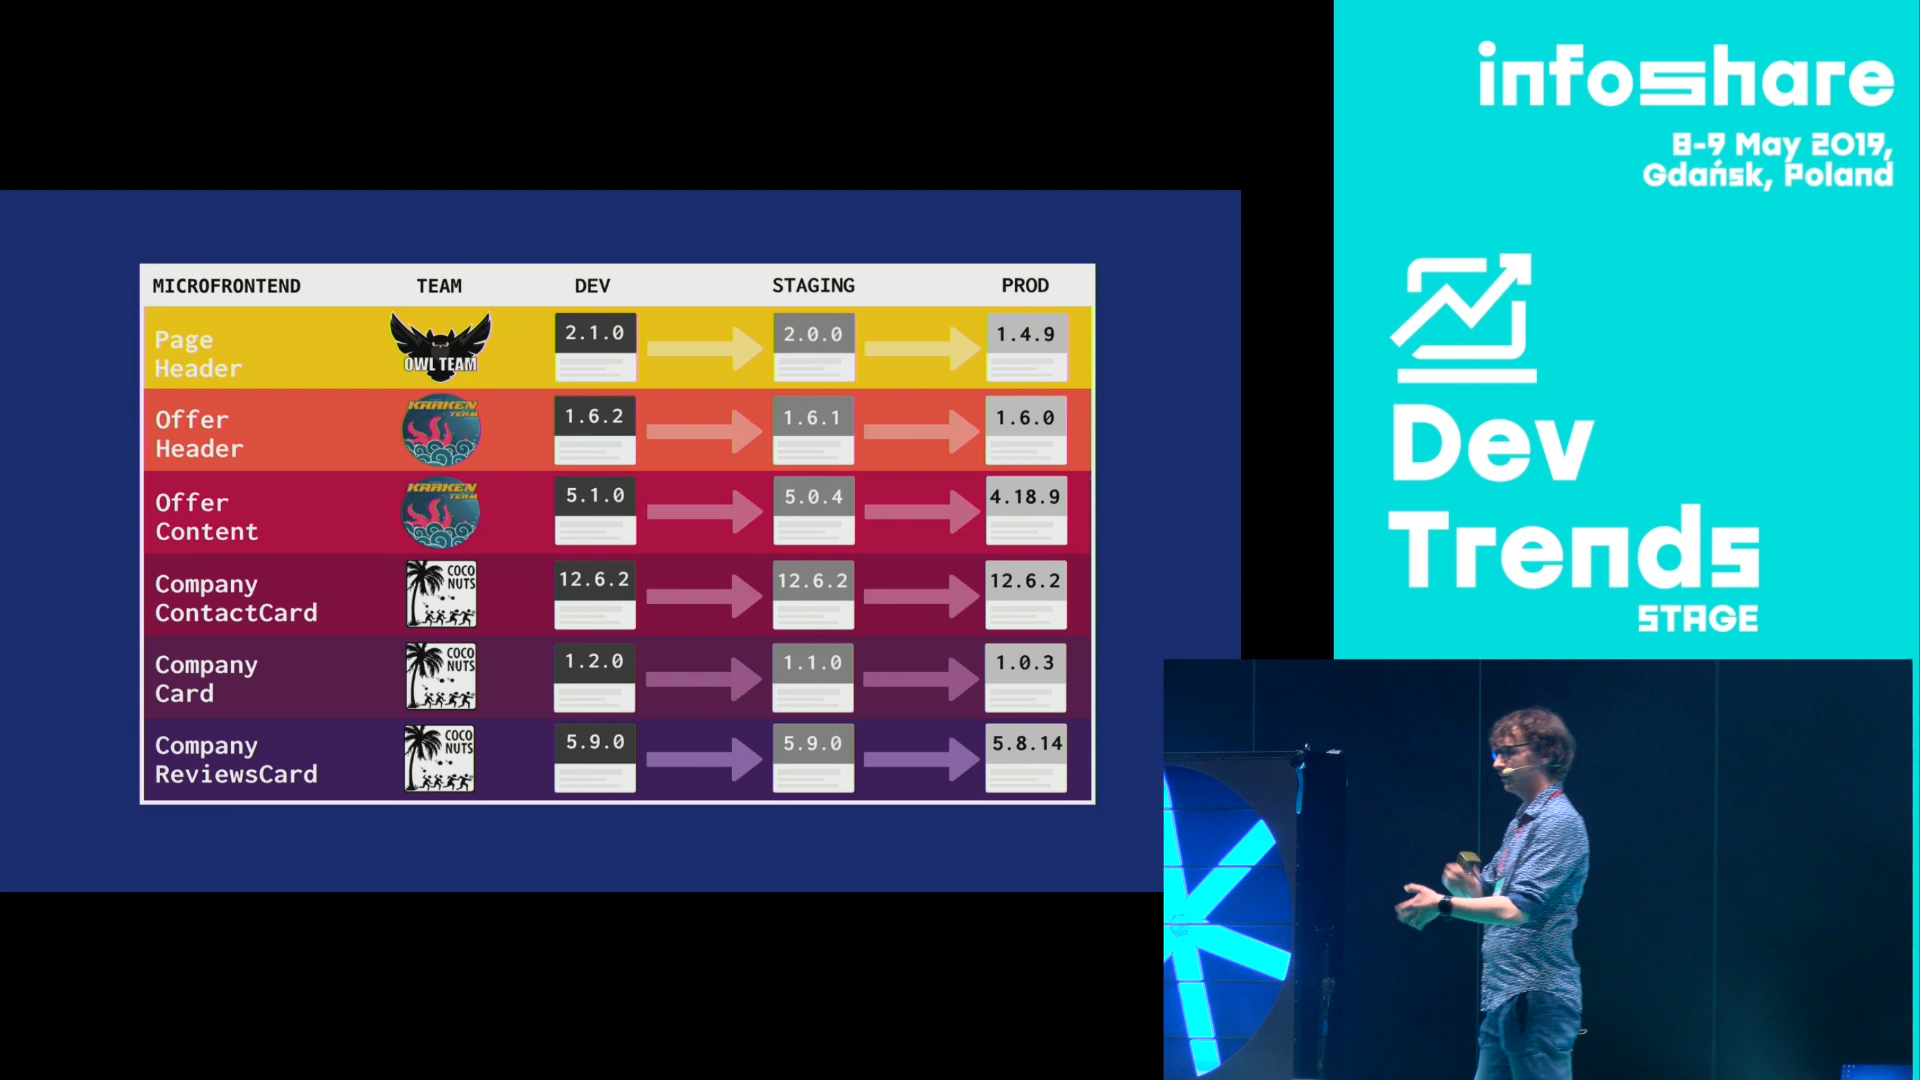 infoshare
8-9 May 2019,
Gdańsk, Poland
Dev
Trends
STAGE
MICROFRONTEND TEAM DEV STAGING PROD
Page
Header
OWL TEAM
2.1.0 2.0.0 1.4.9
Offer
Header
KRAKEN
TEAM
1.6.2 1.6.1 1.6.0
Offer
Content
KRAKEN
TEAM
5.1.0 5.0.4 4.18.9
Company
ContactCard
COCO
NUTS
12.6.2 12.6.2 12.6.2
Company
Card
COCO
NUTS
1.2.0 1.1.0 1.0.3
Company
ReviewsCard
COCO
NUTS
5.9.0 5.9.0 5.8.14